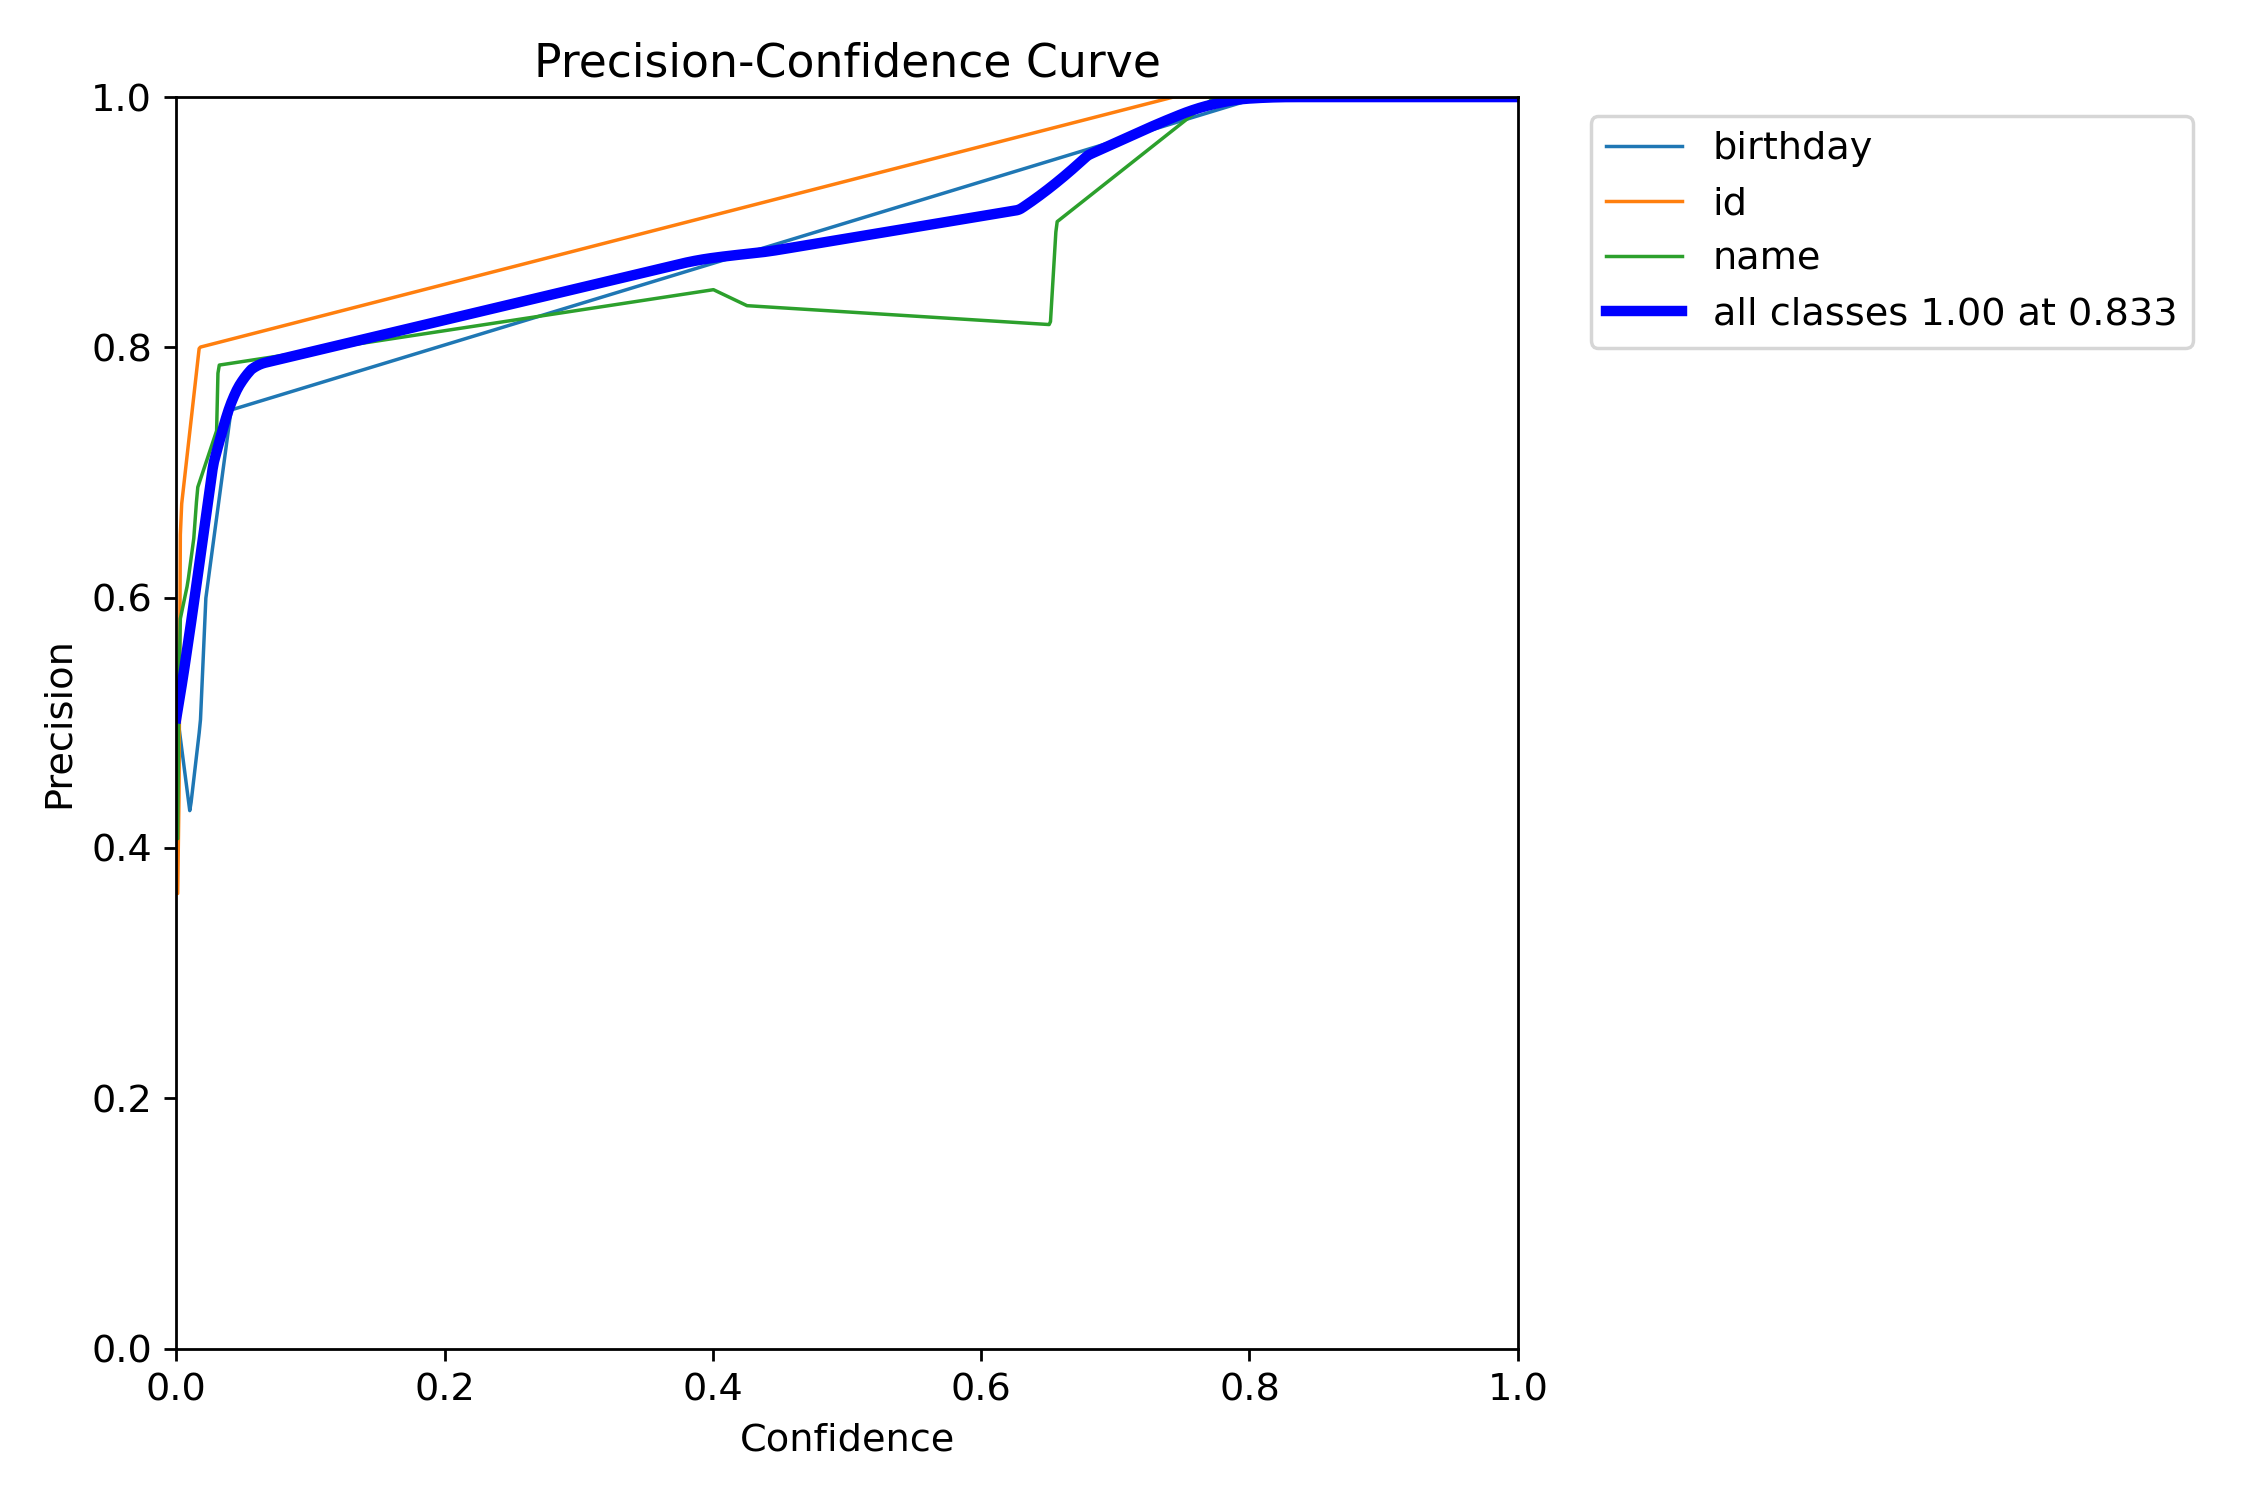 Precision-Confidence Curve
1.0
0.8
0.6
0.4
0.2
0.0
Precision
0.0 0.2 0.4 0.6 0.8 1.0
Confidence
birthday
id
name
all classes 1.00 at 0.833